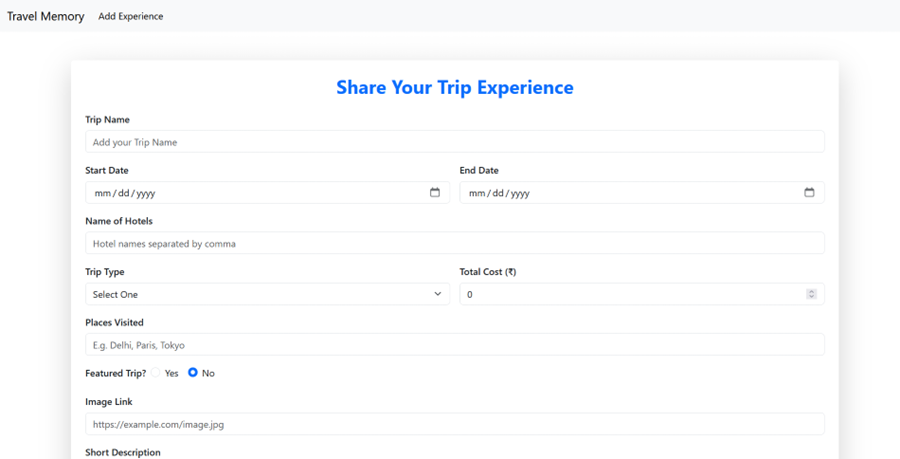 Travel Memory Add Experience
Share Your Trip Experience
Trip Name
Add your Trip Name
Start Date End Date
mm/dd/yyyy mm/dd/yyyy
Name of Hotels
Hotel names separated by comma
Trip Type Total Cost (₹)
Select One 0
Places Visited
E.g. Delhi, Paris, Tokyo
Featured Trip? Yes No
Image Link
https://example.com/image.jpg
Short Description